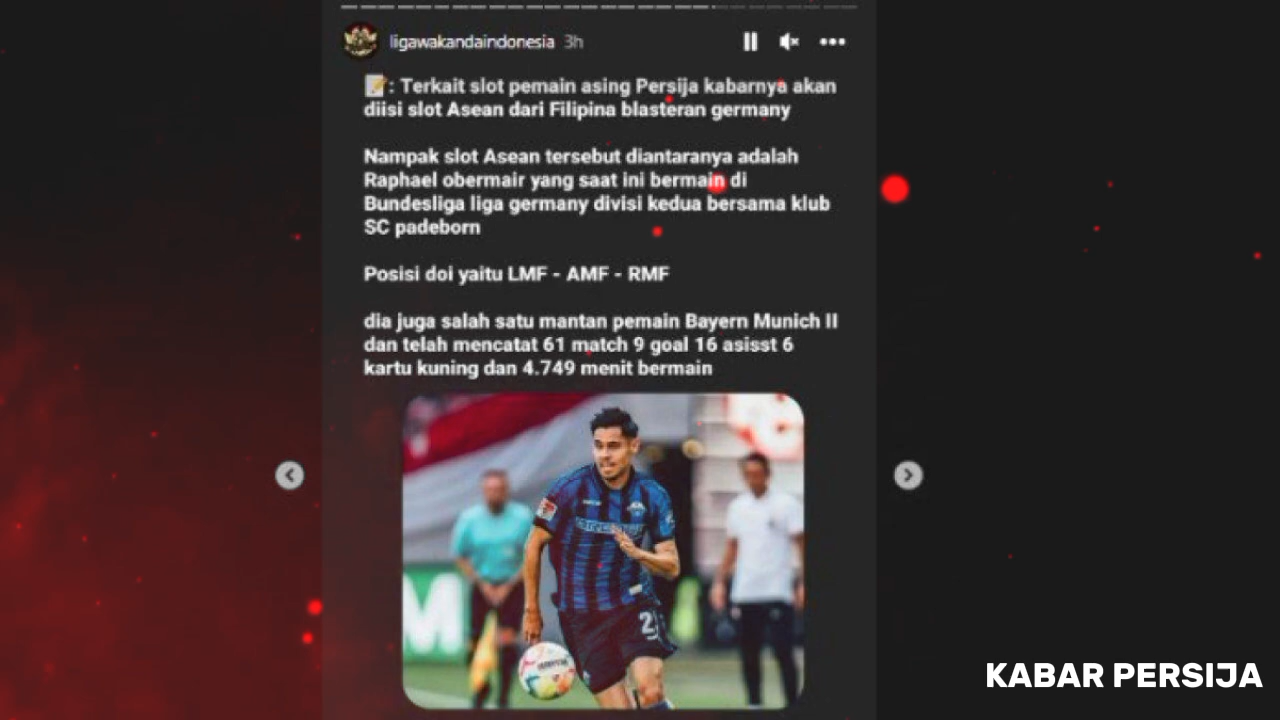 ligawakandaindonesia 3h
📝: Terkait slot pemain asing Persija kabarnya akan
diisi slot Asean dari Filipina blasteran germany
Nampak slot Asean tersebut diantaranya adalah
Raphael obermair yang saat ini bermain di
Bundesliga liga germany divisi kedua bersama klub
SC padeborn
Posisi doi yaitu LMF - AMF - RMF
dia juga salah satu mantan pemain Bayern Munich II
dan telah mencatat 61 match 9 goal 16 asisst 6
kartu kuning dan 4.749 menit bermain
M
2
KABAR PERSIJA